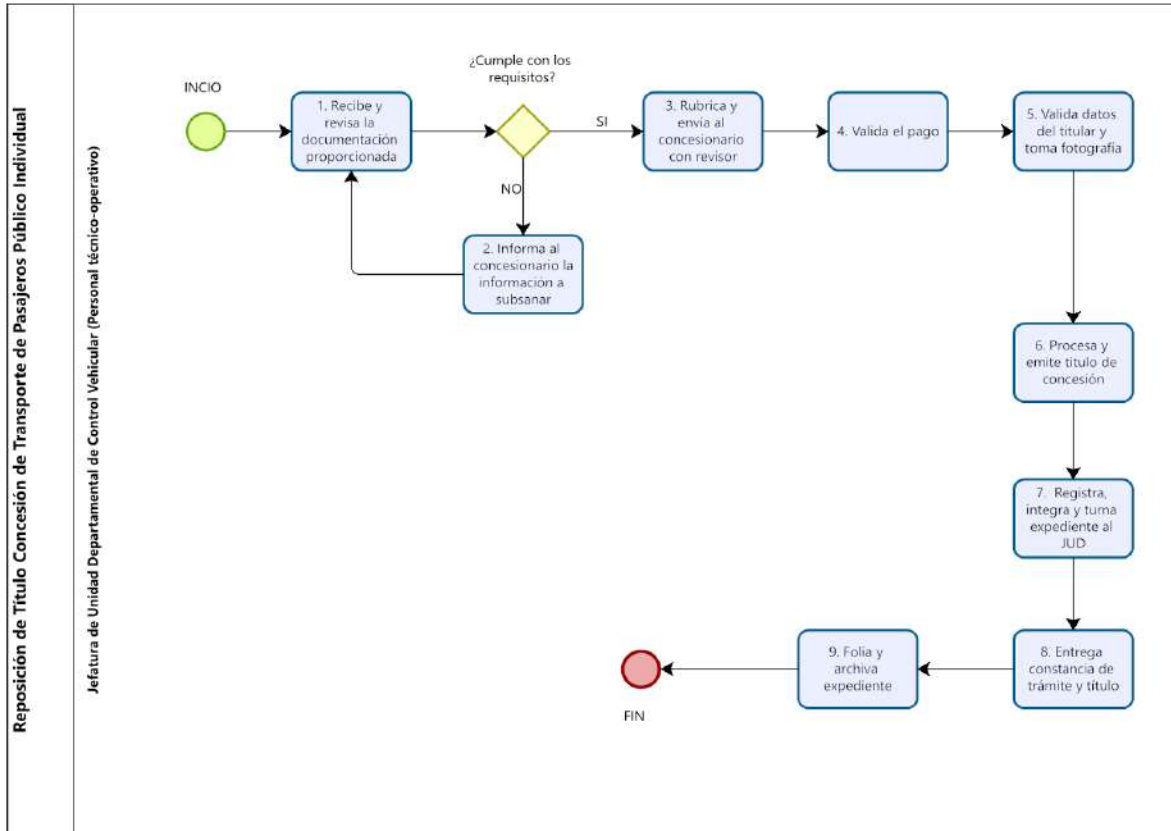 Reposición de Título Concesión de Transporte de Pasajeros Público Individual
Jefatura de Unidad Departamental de Control Vehicular (Personal técnico-operativo)
INCIO
1. Recibe y
revisa la
documentación
proporcionada
¿Cumple con los
requisitos?
SI
NO
2. Informa al
concesionario la
información a
subsanar
3. Rubrica y
envía al
concesionario
con revisor
4. Valida el pago
5. Valida datos
del titular y
toma fotografía
6. Procesa y
emite titulo de
concesión
7. Registra,
integra y turna
expediente al
JUD
8. Entrega
constancia de
trámite y título
9. Folia y
archiva
expediente
FIN